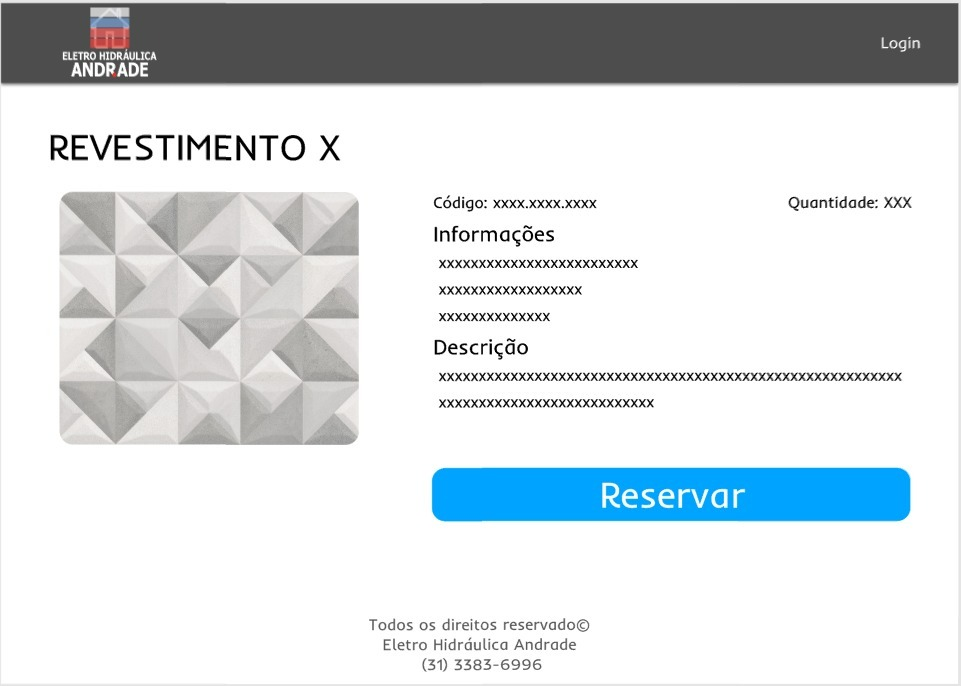 ELETRO HIDRÁULICA
ANDRADE
Login
REVESTIMENTO X
Código: xxxx.xxxx.xxxx
Quantidade: XXX
Informações
xxxxxxxxxxxxxxxxxxxxxxxxx
xxxxxxxxxxxxxxxxxx
xxxxxxxxxxxxxx
Descrição
xxxxxxxxxxxxxxxxxxxxxxxxxxxxxxxxxxxxxxxxxxxxxxxxxxxxxxxxxx
xxxxxxxxxxxxxxxxxxxxxxxxxxx
Reservar
Todos os direitos reservado©
Eletro Hidráulica Andrade
(31) 3383-6996